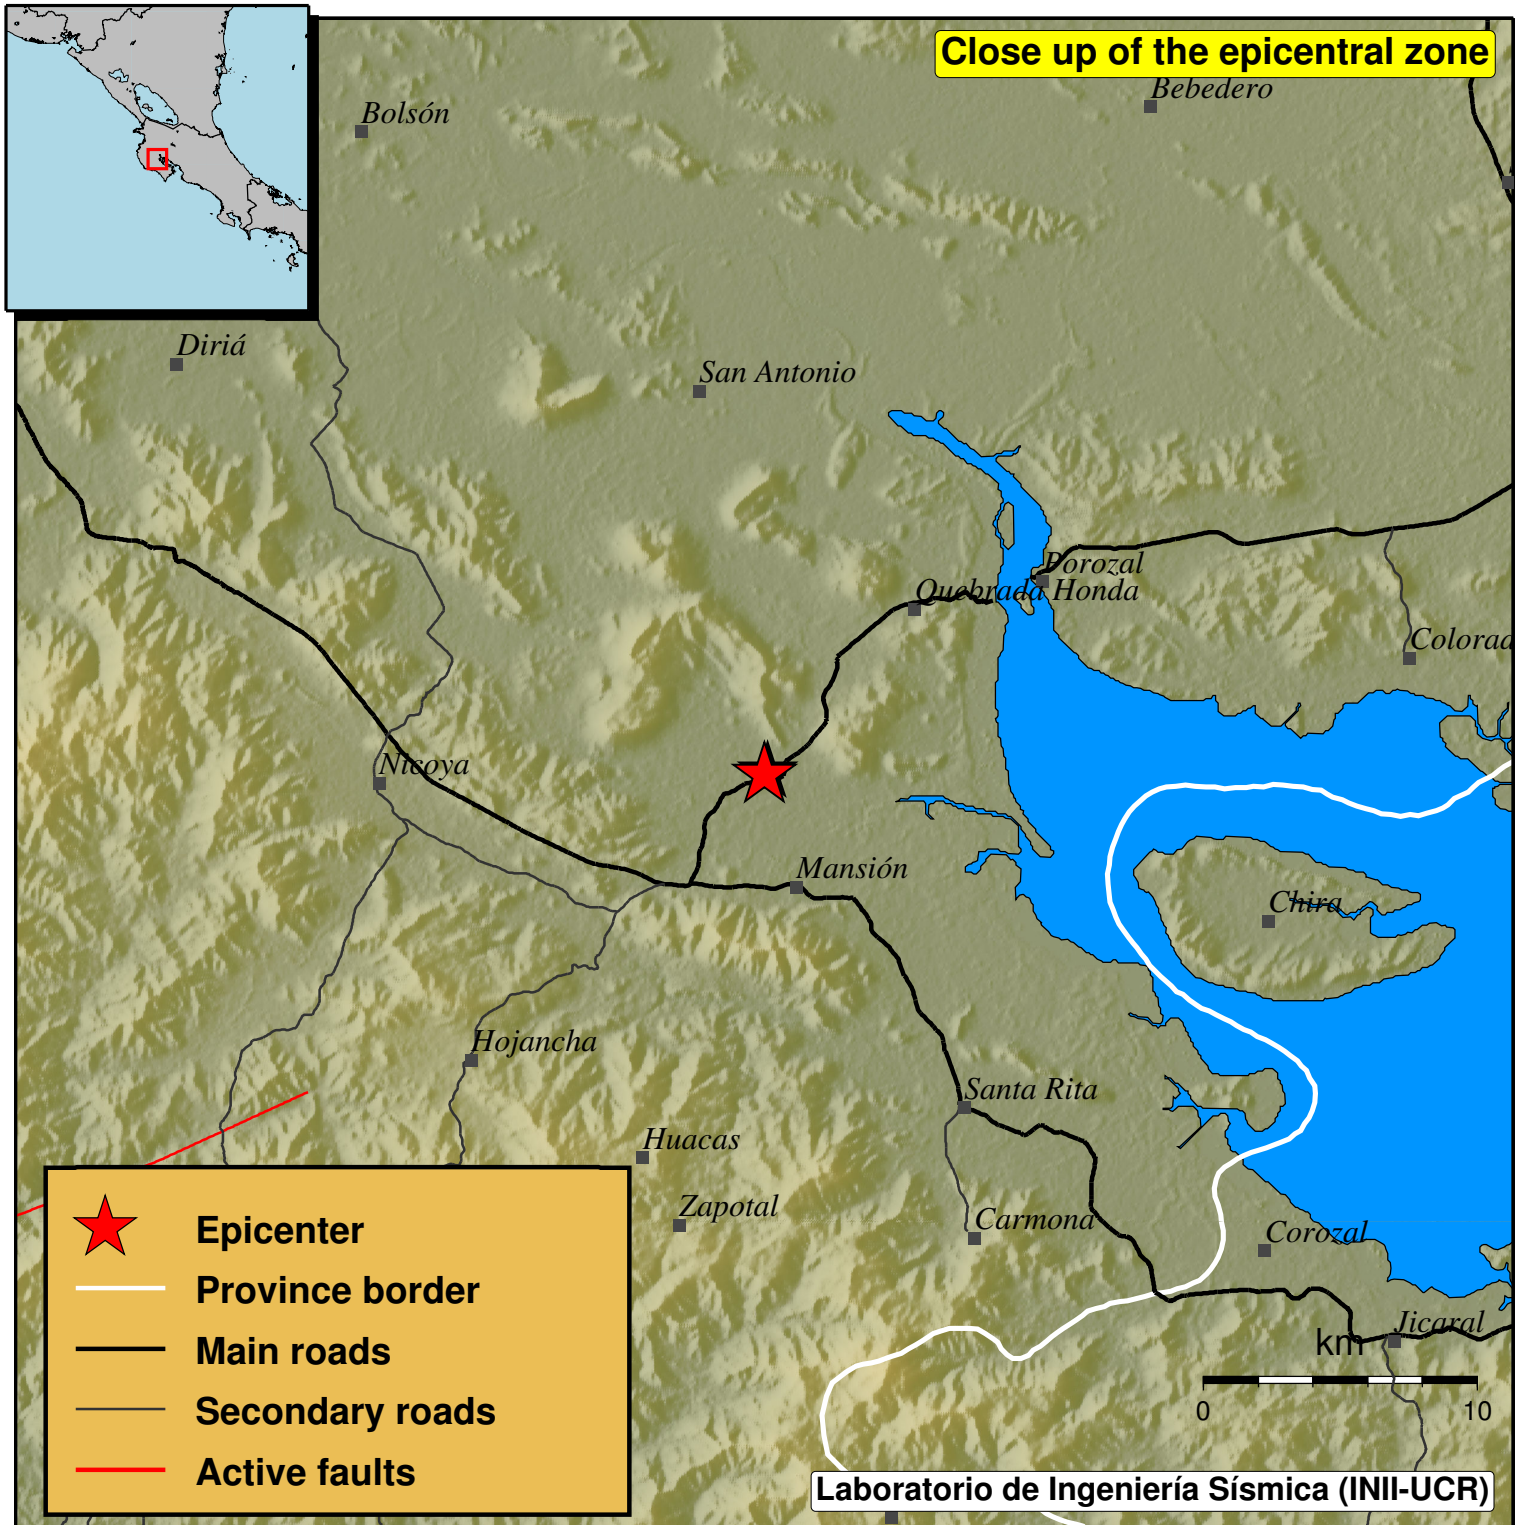 Close up of the epicentral zone
Bebedero
Bolsón
Diriá
San Antonio
Porozal
Quebrada Honda
Colorad
Nicoya
Mansión
Chira
Hojancha
Santa Rita
Huacas
Zapotal
Carmona
Corozal
Jicaral
km
0 10
Epicenter
Province border
Main roads
Secondary roads
Active faults
Laboratorio de Ingeniería Sísmica (INII-UCR)